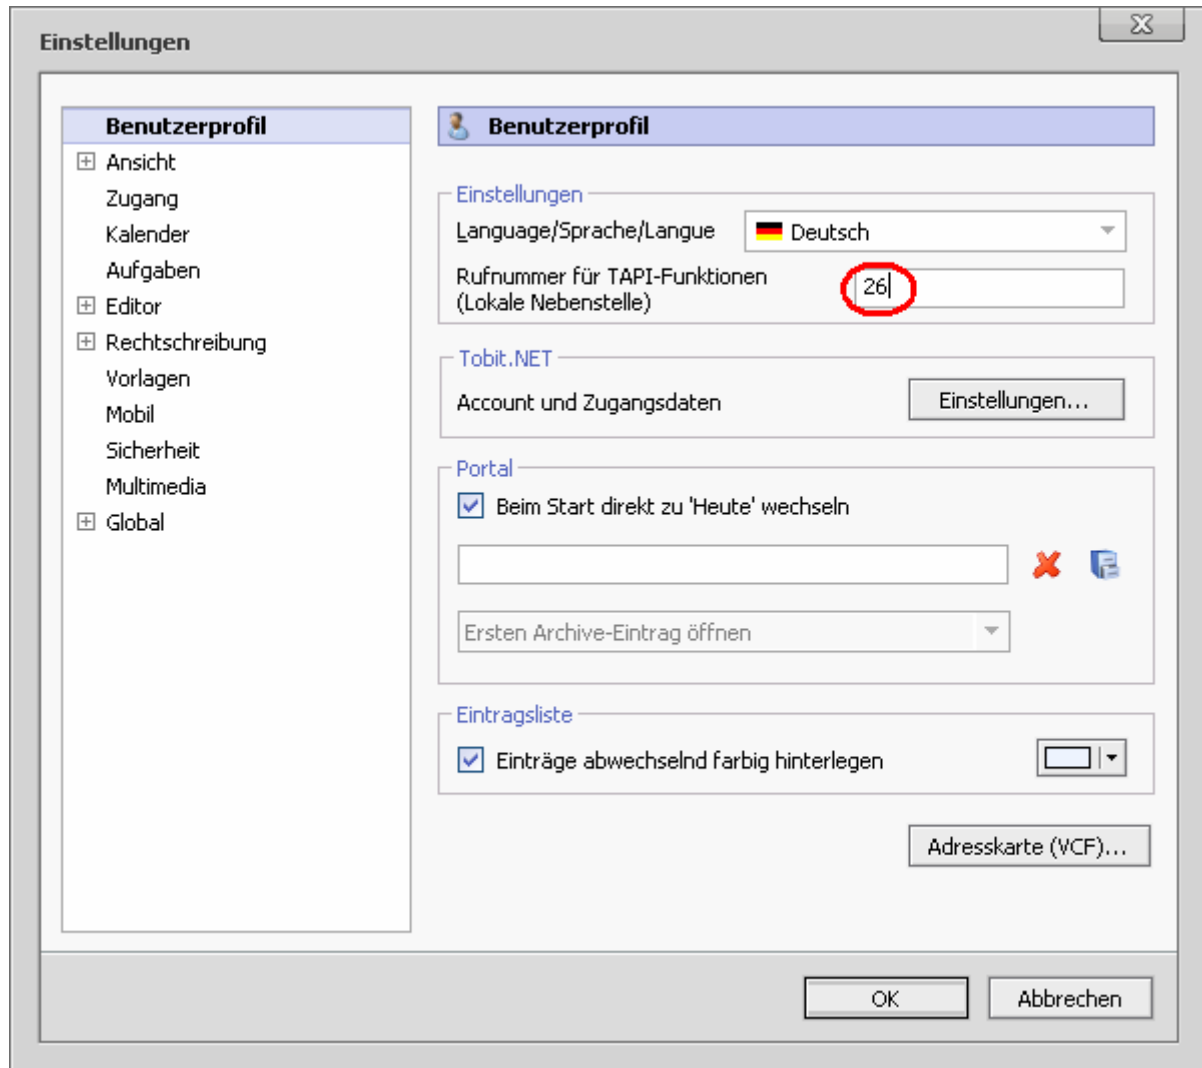 Einstellungen
Benutzerprofil
Ansicht
Zugang
Kalender
Aufgaben
Editor
Rechtschreibung
Vorlagen
Mobil
Sicherheit
Multimedia
Global
Benutzerprofil
Einstellungen
Language/Sprache/Langue
Deutsch
Rufnummer für TAPI-Funktionen
(Lokale Nebenstelle)
26
Tobit.NET
Account und Zugangsdaten
Einstellungen...
Portal
Beim Start direkt zu 'Heute' wechseln
Ersten Archive-Eintrag öffnen
Eintragsliste
Einträge abwechselnd farbig hinterlegen
Adresskarte (VCF)...
OK
Abbrechen